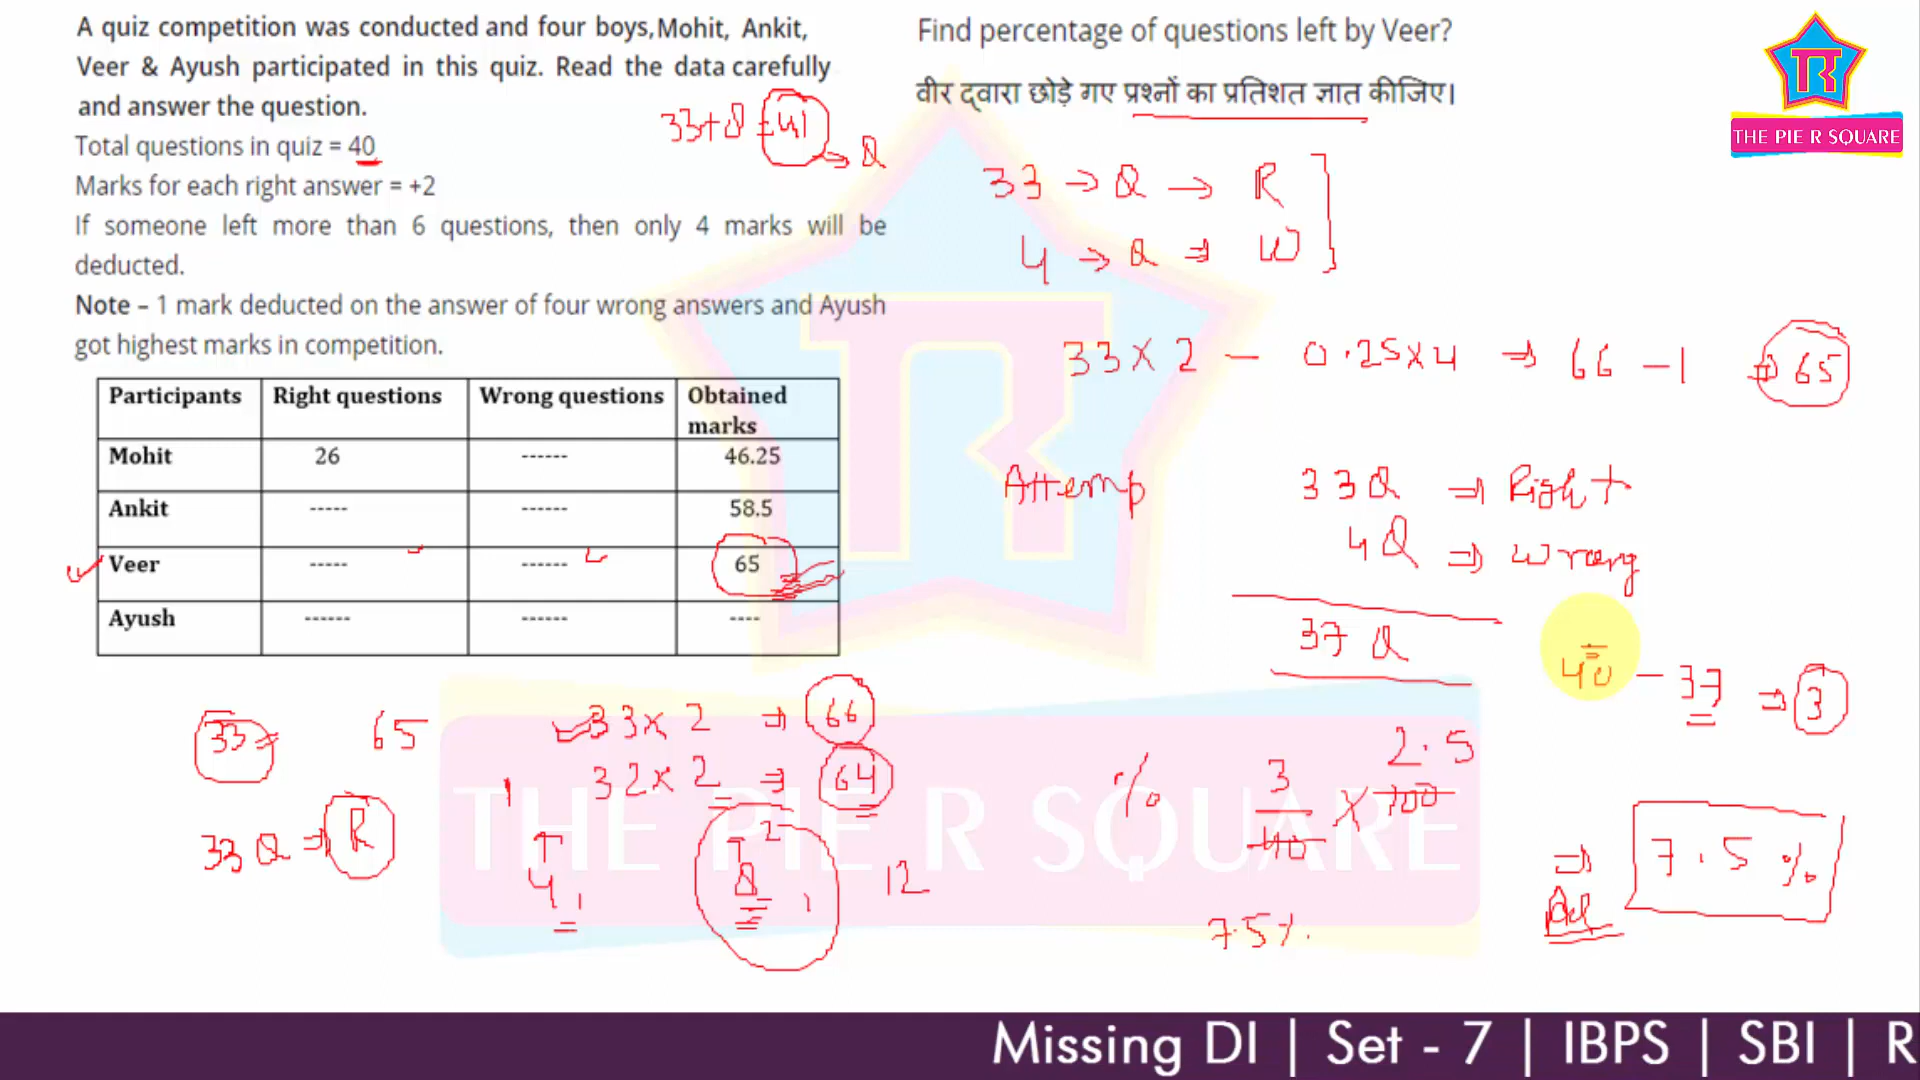 A quiz competition was conducted and four boys,Mohit, Ankit,
Veer & Ayush participated in this quiz. Read the data carefully
and answer the question.
Total questions in quiz = 40
Marks for each right answer = +2
If someone left more than 6 questions, then only 4 marks will be
deducted.
Note – 1 mark deducted on the answer of four wrong answers and Ayush
got highest marks in competition.
33+8 = 41 → Q
Participants Right questions Wrong questions Obtained marks
Mohit 26 ------ 46.25
Ankit ----- ------ 58.5
Veer ----- ------ 65
Ayush ------ ------ ----
33 65 33 x 2 ⇒ 66
1 32 x 2 ⇒ 64
33 Q ⇒ R
4, 8 2, 12
Find percentage of questions left by Veer?
वीर द्वारा छोड़े गए प्रश्नों का प्रतिशत ज्ञात कीजिए।
33 → Q → R
4 → Q ⇒ W
33 x 2 – 0.25 x 4 ⇒ 66 – 1 ⇒ 65
Attemp 33Q ⇒ Right
4Q ⇒ Wrong
37 Q
40 – 37 ⇒ 3
% 3/40 x 100 2.5
⇒ 7.5 %
7.5%.
THE PIE R SQUARE
THE PIE R SQUARE
Missing DI | Set - 7 | IBPS | SBI | R